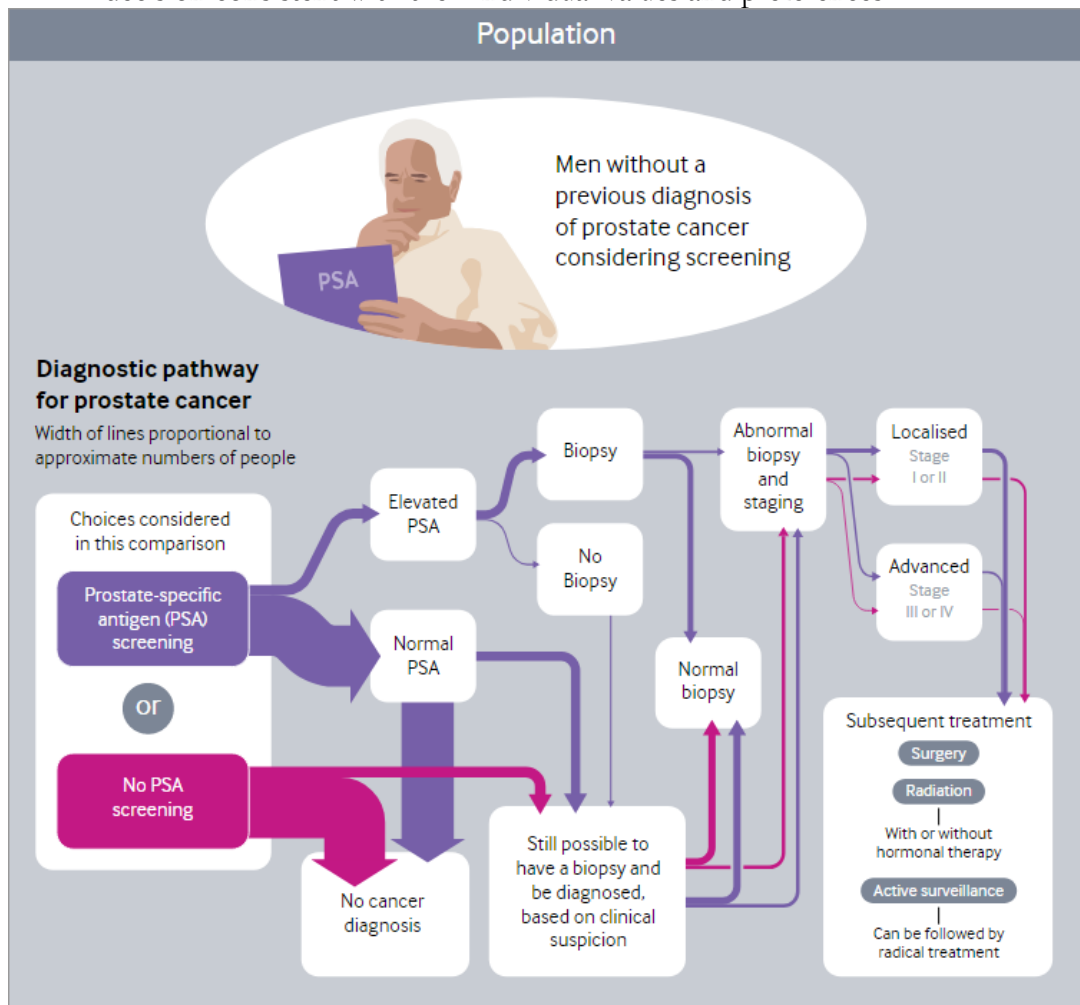 Population
Men without a
previous diagnosis
of prostate cancer
considering screening
PSA
Diagnostic pathway
for prostate cancer
Width of lines proportional to
approximate numbers of people
Choices considered
in this comparison
Prostate-specific
antigen (PSA)
screening
or
No PSA
screening
Elevated
PSA
Normal
PSA
No cancer
diagnosis
Biopsy
No
Biopsy
Still possible to
have a biopsy and
be diagnosed,
based on clinical
suspicion
Normal
biopsy
Abnormal
biopsy
and
staging
Localised
Stage
I or II
Advanced
Stage
III or IV
Subsequent treatment
Surgery
Radiation
With or without
hormonal therapy
Active surveillance
Can be followed by
radical treatment